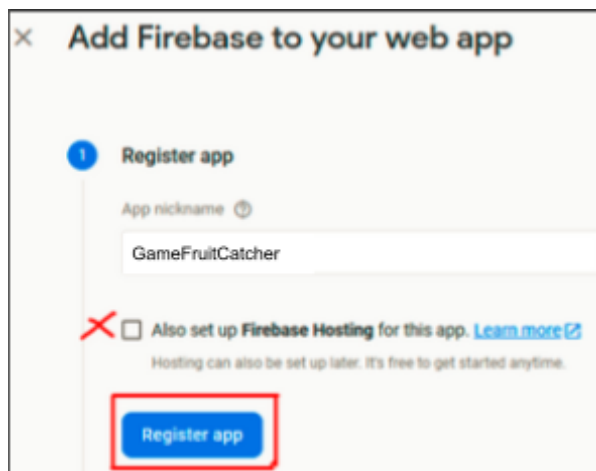 Add Firebase to your web app
1 Register app
App nickname
GameFruitCatcher
Also set up Firebase Hosting for this app. Learn more
Hosting can also be set up later. It's free to get started anytime.
Register app